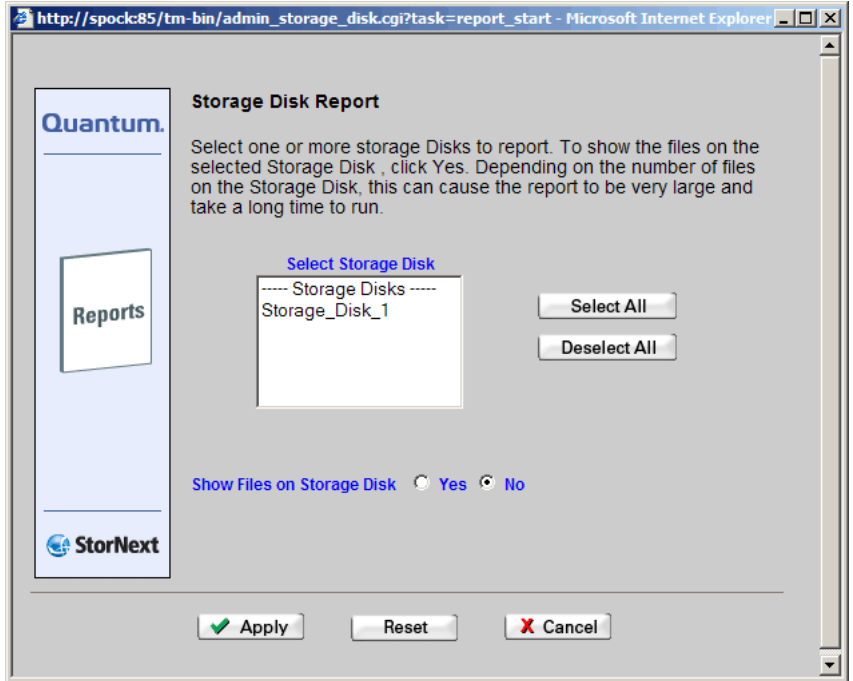 http://spock:85/tm-bin/admin_storage_disk.cgi?task=report_start - Microsoft Internet Explorer
Quantum.
Reports
StorNext
Storage Disk Report
Select one or more storage Disks to report. To show the files on the
selected Storage Disk , click Yes. Depending on the number of files
on the Storage Disk, this can cause the report to be very large and
take a long time to run.
Select Storage Disk
----- Storage Disks -----
Storage_Disk_1
Select All
Deselect All
Show Files on Storage Disk Yes No
Apply Reset X Cancel